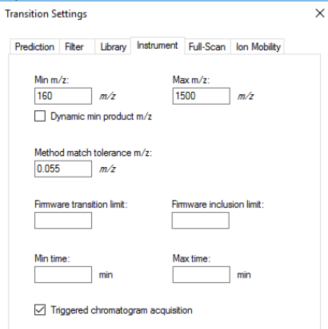 Transition Settings
Prediction Filter Library Instrument Full-Scan Ion Mobility
Min m/z: Max m/z:
160 m/z 1500 m/z
Dynamic min product m/z
Method match tolerance m/z:
0.055 m/z
Firmware transition limit: Firmware inclusion limit:
Min time: Max time:
min min
Triggered chromatogram acquisition